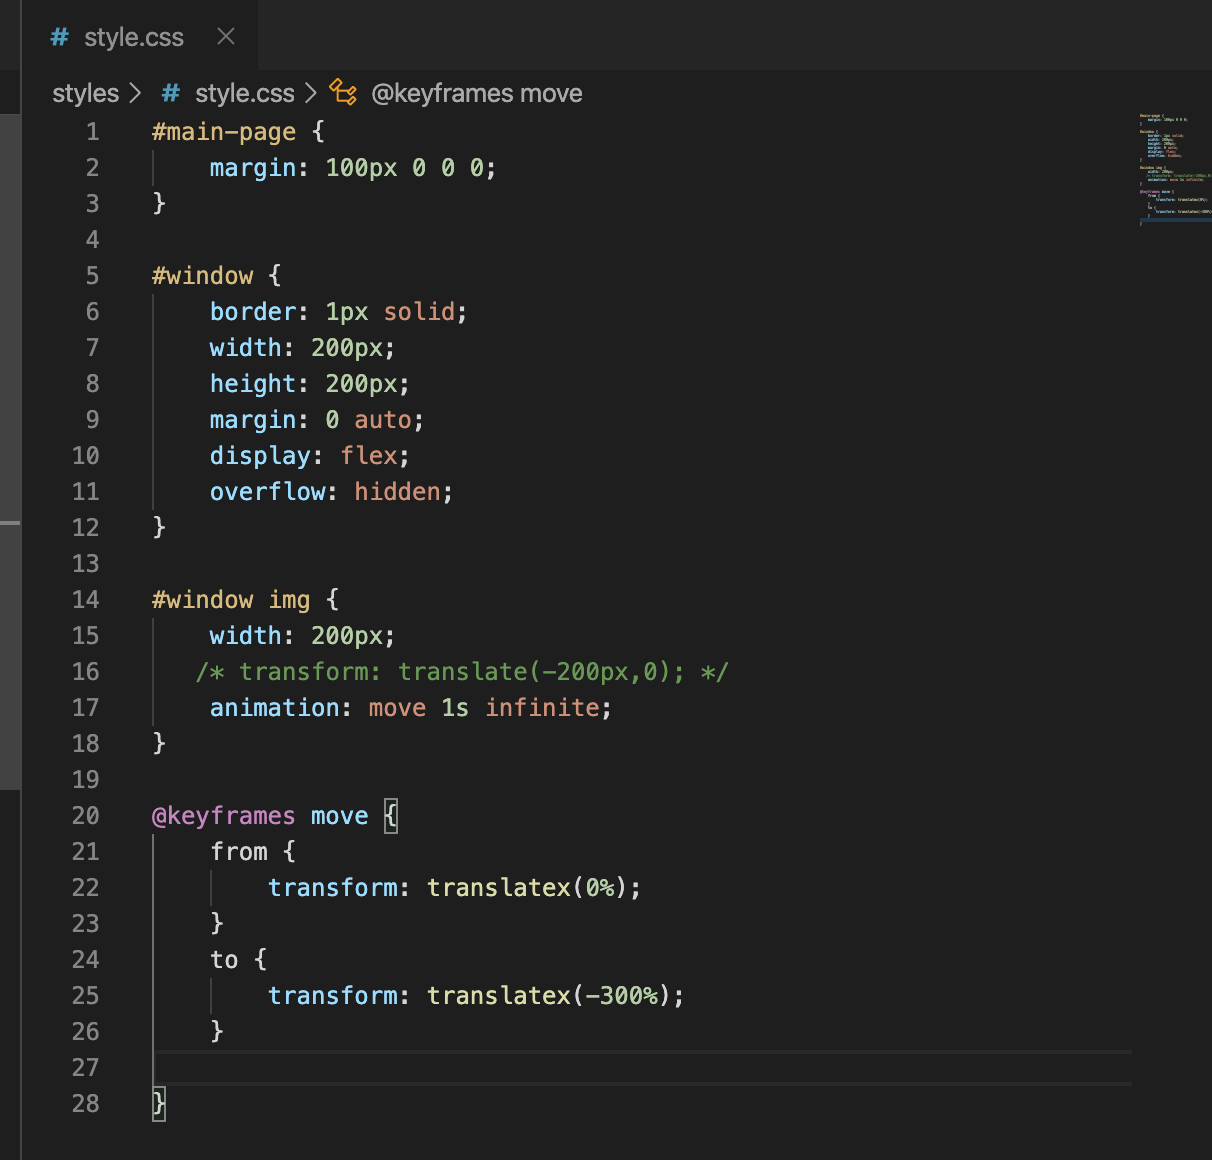 # style.css ×
styles > # style.css > @keyframes move
1 #main-page {
2     margin: 100px 0 0 0;
3 }
4
5 #window {
6     border: 1px solid;
7     width: 200px;
8     height: 200px;
9     margin: 0 auto;
10     display: flex;
11     overflow: hidden;
12 }
13
14 #window img {
15     width: 200px;
16    /* transform: translate(-200px,0); */
17     animation: move 1s infinite;
18 }
19
20 @keyframes move {
21     from {
22         transform: translatex(0%);
23     }
24     to {
25         transform: translatex(-300%);
26     }
27
28 }